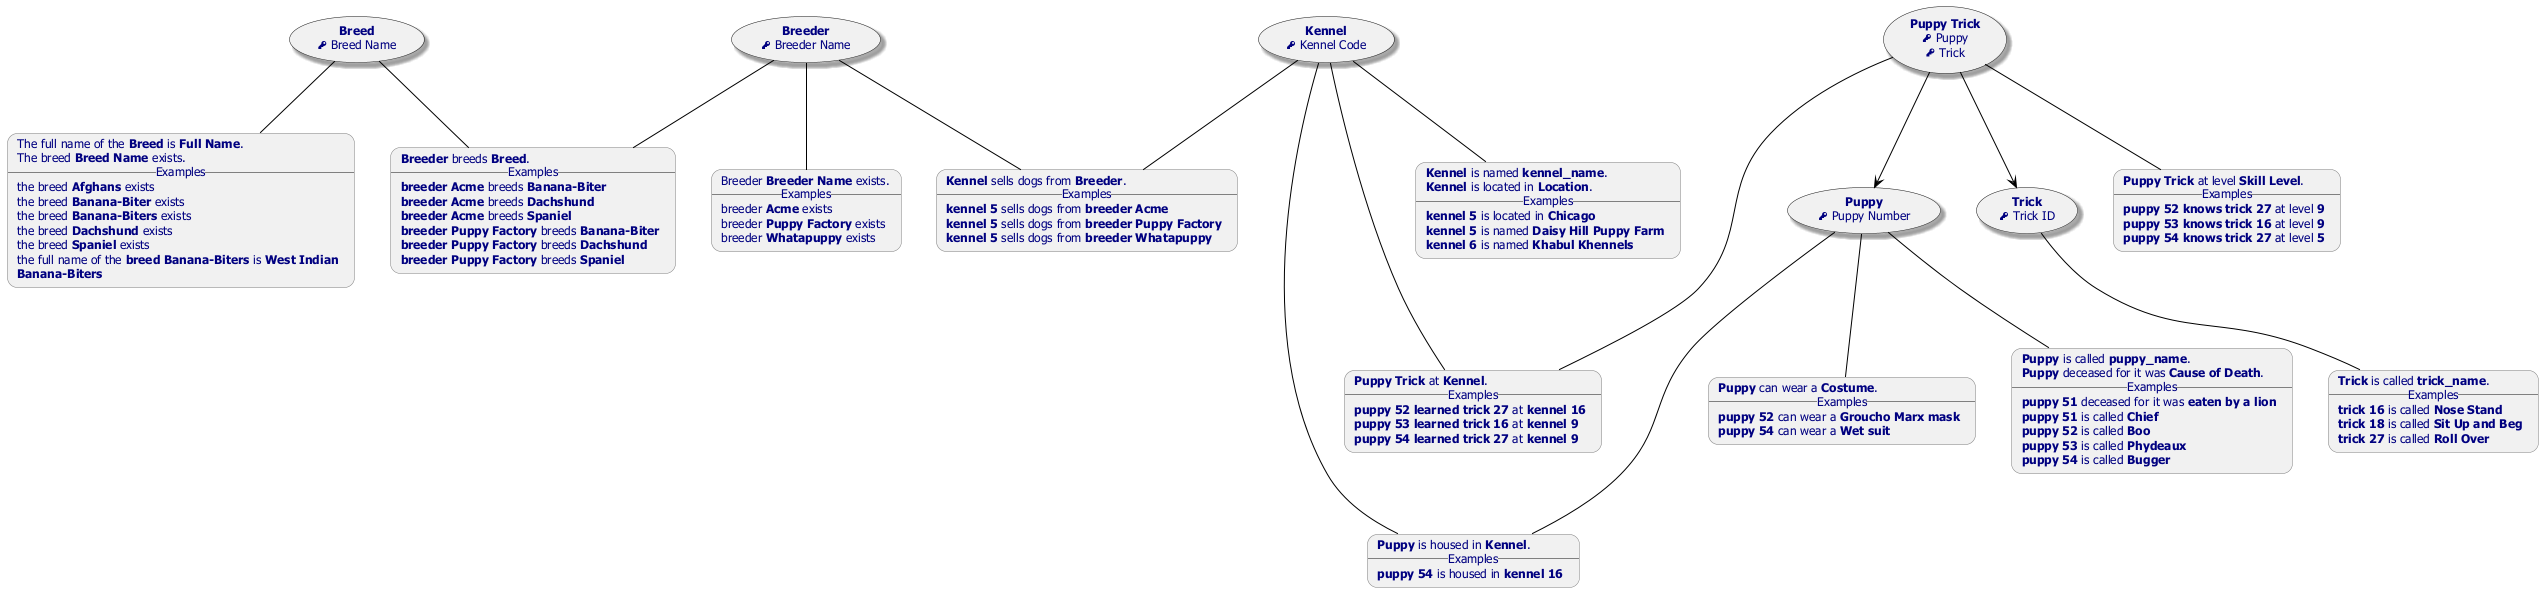 Breed
Breed Name
Breeder
Breeder Name
Kennel
Kennel Code
Puppy Trick
Puppy
Trick
The full name of the Breed is Full Name.
The breed Breed Name exists.
Examples
the breed Afghans exists
the breed Banana-Biter exists
the breed Banana-Biters exists
the breed Dachshund exists
the breed Spaniel exists
the full name of the breed Banana-Biters is West Indian
Banana-Biters
Breeder breeds Breed.
Examples
breeder Acme breeds Banana-Biter
breeder Acme breeds Dachshund
breeder Acme breeds Spaniel
breeder Puppy Factory breeds Banana-Biter
breeder Puppy Factory breeds Dachshund
breeder Puppy Factory breeds Spaniel
Breeder Breeder Name exists.
Examples
breeder Acme exists
breeder Puppy Factory exists
breeder Whatapuppy exists
Kennel sells dogs from Breeder.
Examples
kennel 5 sells dogs from breeder Acme
kennel 5 sells dogs from breeder Puppy Factory
kennel 5 sells dogs from breeder Whatapuppy
Kennel is named kennel_name.
Kennel is located in Location.
Examples
kennel 5 is located in Chicago
kennel 5 is named Daisy Hill Puppy Farm
kennel 6 is named Khabul Khennels
Puppy
Puppy Number
Trick
Trick ID
Puppy Trick at level Skill Level.
Examples
puppy 52 knows trick 27 at level 9
puppy 53 knows trick 16 at level 9
puppy 54 knows trick 27 at level 5
Puppy Trick at Kennel.
Examples
puppy 52 learned trick 27 at kennel 16
puppy 53 learned trick 16 at kennel 9
puppy 54 learned trick 27 at kennel 9
Puppy can wear a Costume.
Examples
puppy 52 can wear a Groucho Marx mask
puppy 54 can wear a Wet suit
Puppy is called puppy_name.
Puppy deceased for it was Cause of Death.
Examples
puppy 51 deceased for it was eaten by a lion
puppy 51 is called Chief
puppy 52 is called Boo
puppy 53 is called Phydeaux
puppy 54 is called Bugger
Trick is called trick_name.
Examples
trick 16 is called Nose Stand
trick 18 is called Sit Up and Beg
trick 27 is called Roll Over
Puppy is housed in Kennel.
Examples
puppy 54 is housed in kennel 16